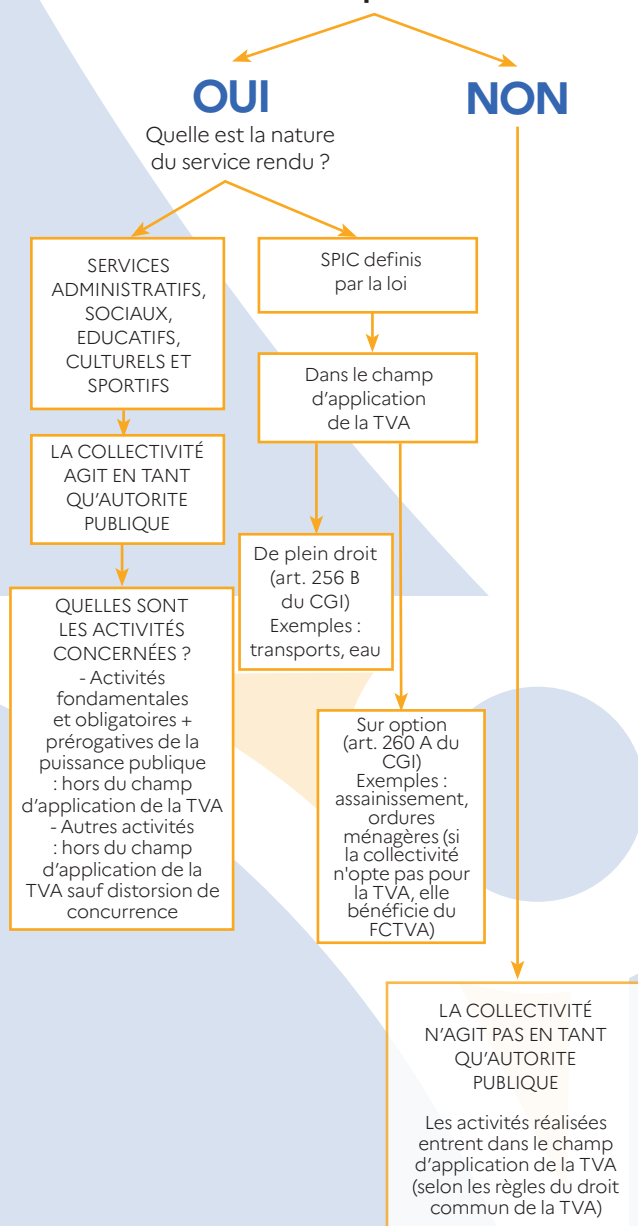 OUI
NON
Quelle est la nature
du service rendu ?
SERVICES
ADMINISTRATIFS,
SOCIAUX,
EDUCATIFS,
CULTURELS ET
SPORTIFS
SPIC definis
par la loi
Dans le champ
d'application
de la TVA
LA COLLECTIVITÉ
AGIT EN TANT
QU'AUTORITE
PUBLIQUE
De plein droit
(art. 256 B
du CGI)
Exemples :
transports, eau
QUELLES SONT
LES ACTIVITÉS
CONCERNÉES ?
- Activités
fondamentales
et obligatoires +
prérogatives de la
puissance publique
: hors du champ
d'application de la TVA
- Autres activités
: hors du champ
d'application de la
TVA sauf distorsion de
concurrence
Sur option
(art. 260 A du
CGI)
Exemples :
assainissement,
ordures
ménagères (si
la collectivité
n'opte pas pour
la TVA, elle
bénéficie du
FCTVA)
LA COLLECTIVITÉ
N'AGIT PAS EN TANT
QU'AUTORITE
PUBLIQUE
Les activités réalisées
entrent dans le champ
d'application de la TVA
(selon les règles du droit
commun de la TVA)